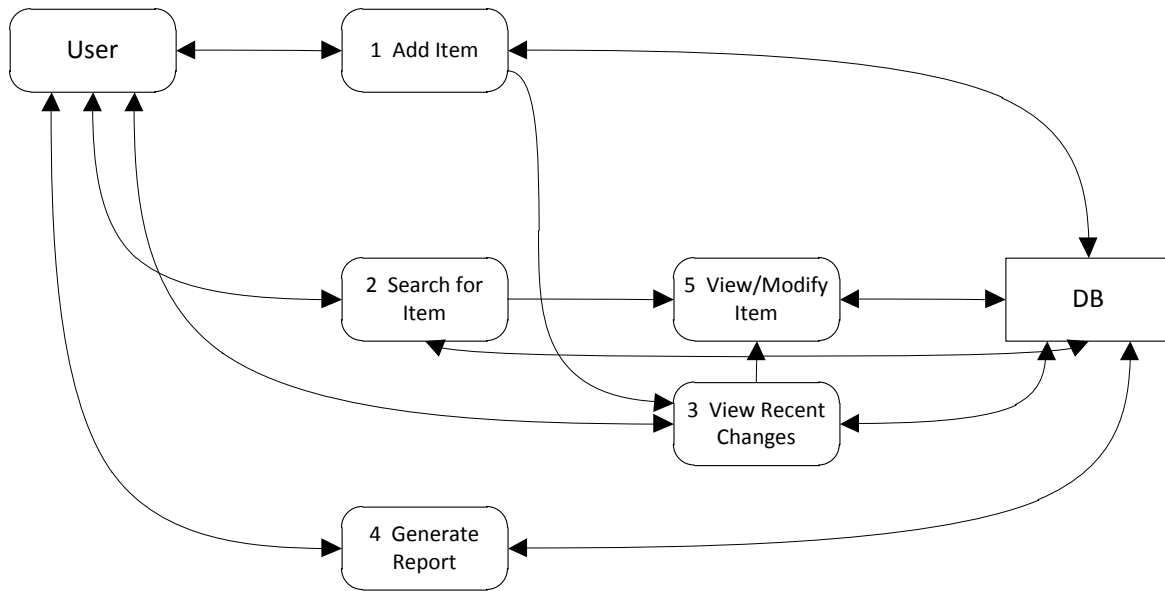 User
1 Add Item
2 Search for
Item
5 View/Modify
Item
DB
3 View Recent
Changes
4 Generate
Report